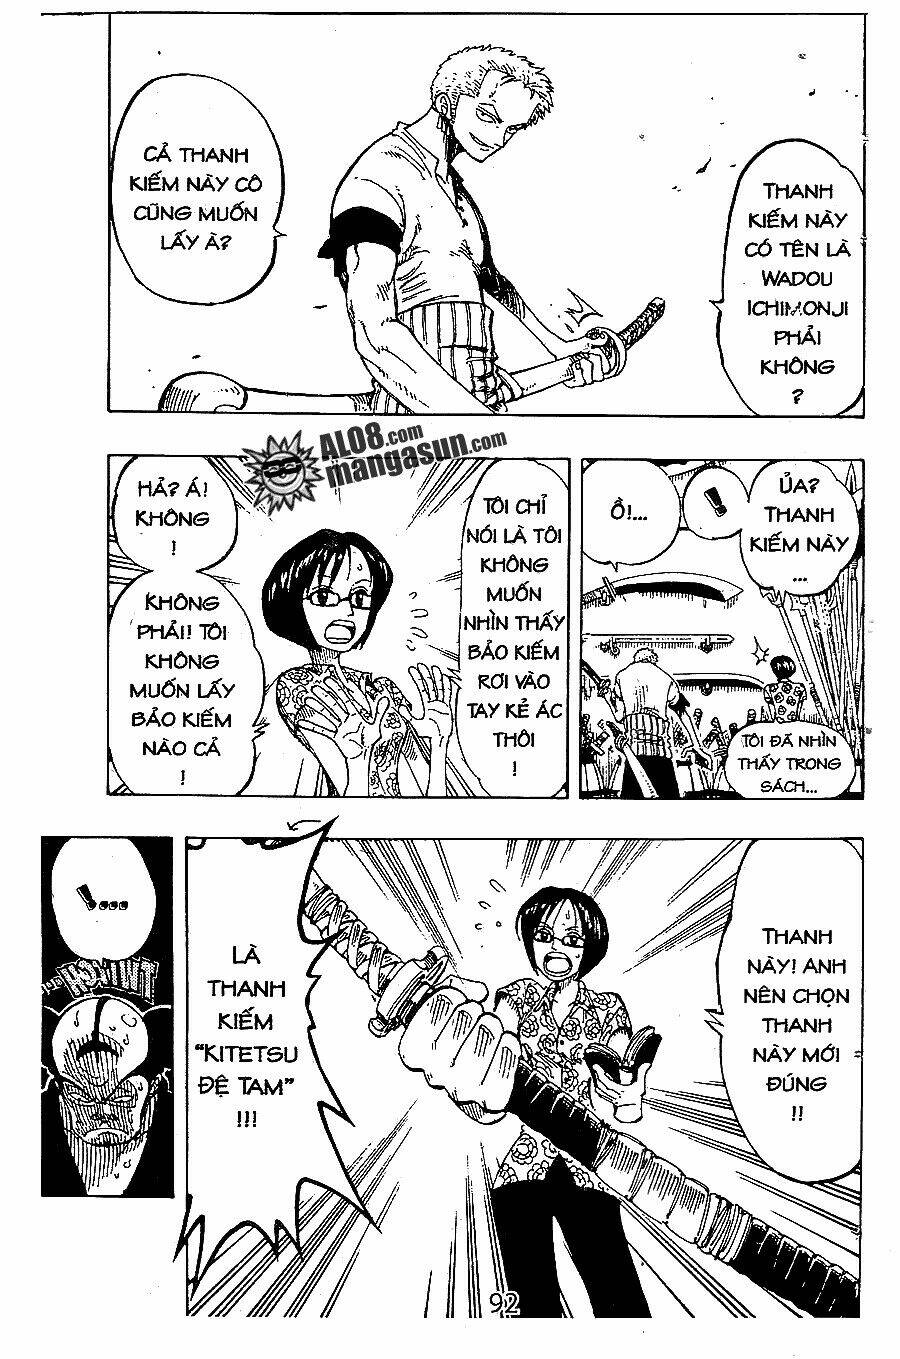 THANH
KIẾM NÀY
CÓ TÊN LÀ
WADOU
ICHIMONJI
PHẢI
KHÔNG
?
CẢ THANH
KIẾM NÀY CÔ
CŨNG MUỐN
LẤY À?
AL08.com
mangasun.com
ỦA?
THANH
KIẾM NÀY
...
!
Ồ!...
TÔI ĐÃ NHÌN
THẤY TRONG
SÁCH...
TÔI CHỈ
NÓI LÀ TÔI
KHÔNG
MUỐN
NHÌN THẤY
BẢO KIẾM
RƠI VÀO
TAY KẺ ÁC
THÔI
!
HẢ? Á!
KHÔNG
!
KHÔNG
PHẢI! TÔI
KHÔNG
MUỐN LẤY
BẢO KIẾM
NÀO CẢ
!
THANH
NÀY! ANH
NÊN CHỌN
THANH
NÀY MỚI
ĐÚNG
!!
LÀ
THANH
KIẾM
"KITETSU
ĐỆ TAM"
!!!
!....
92